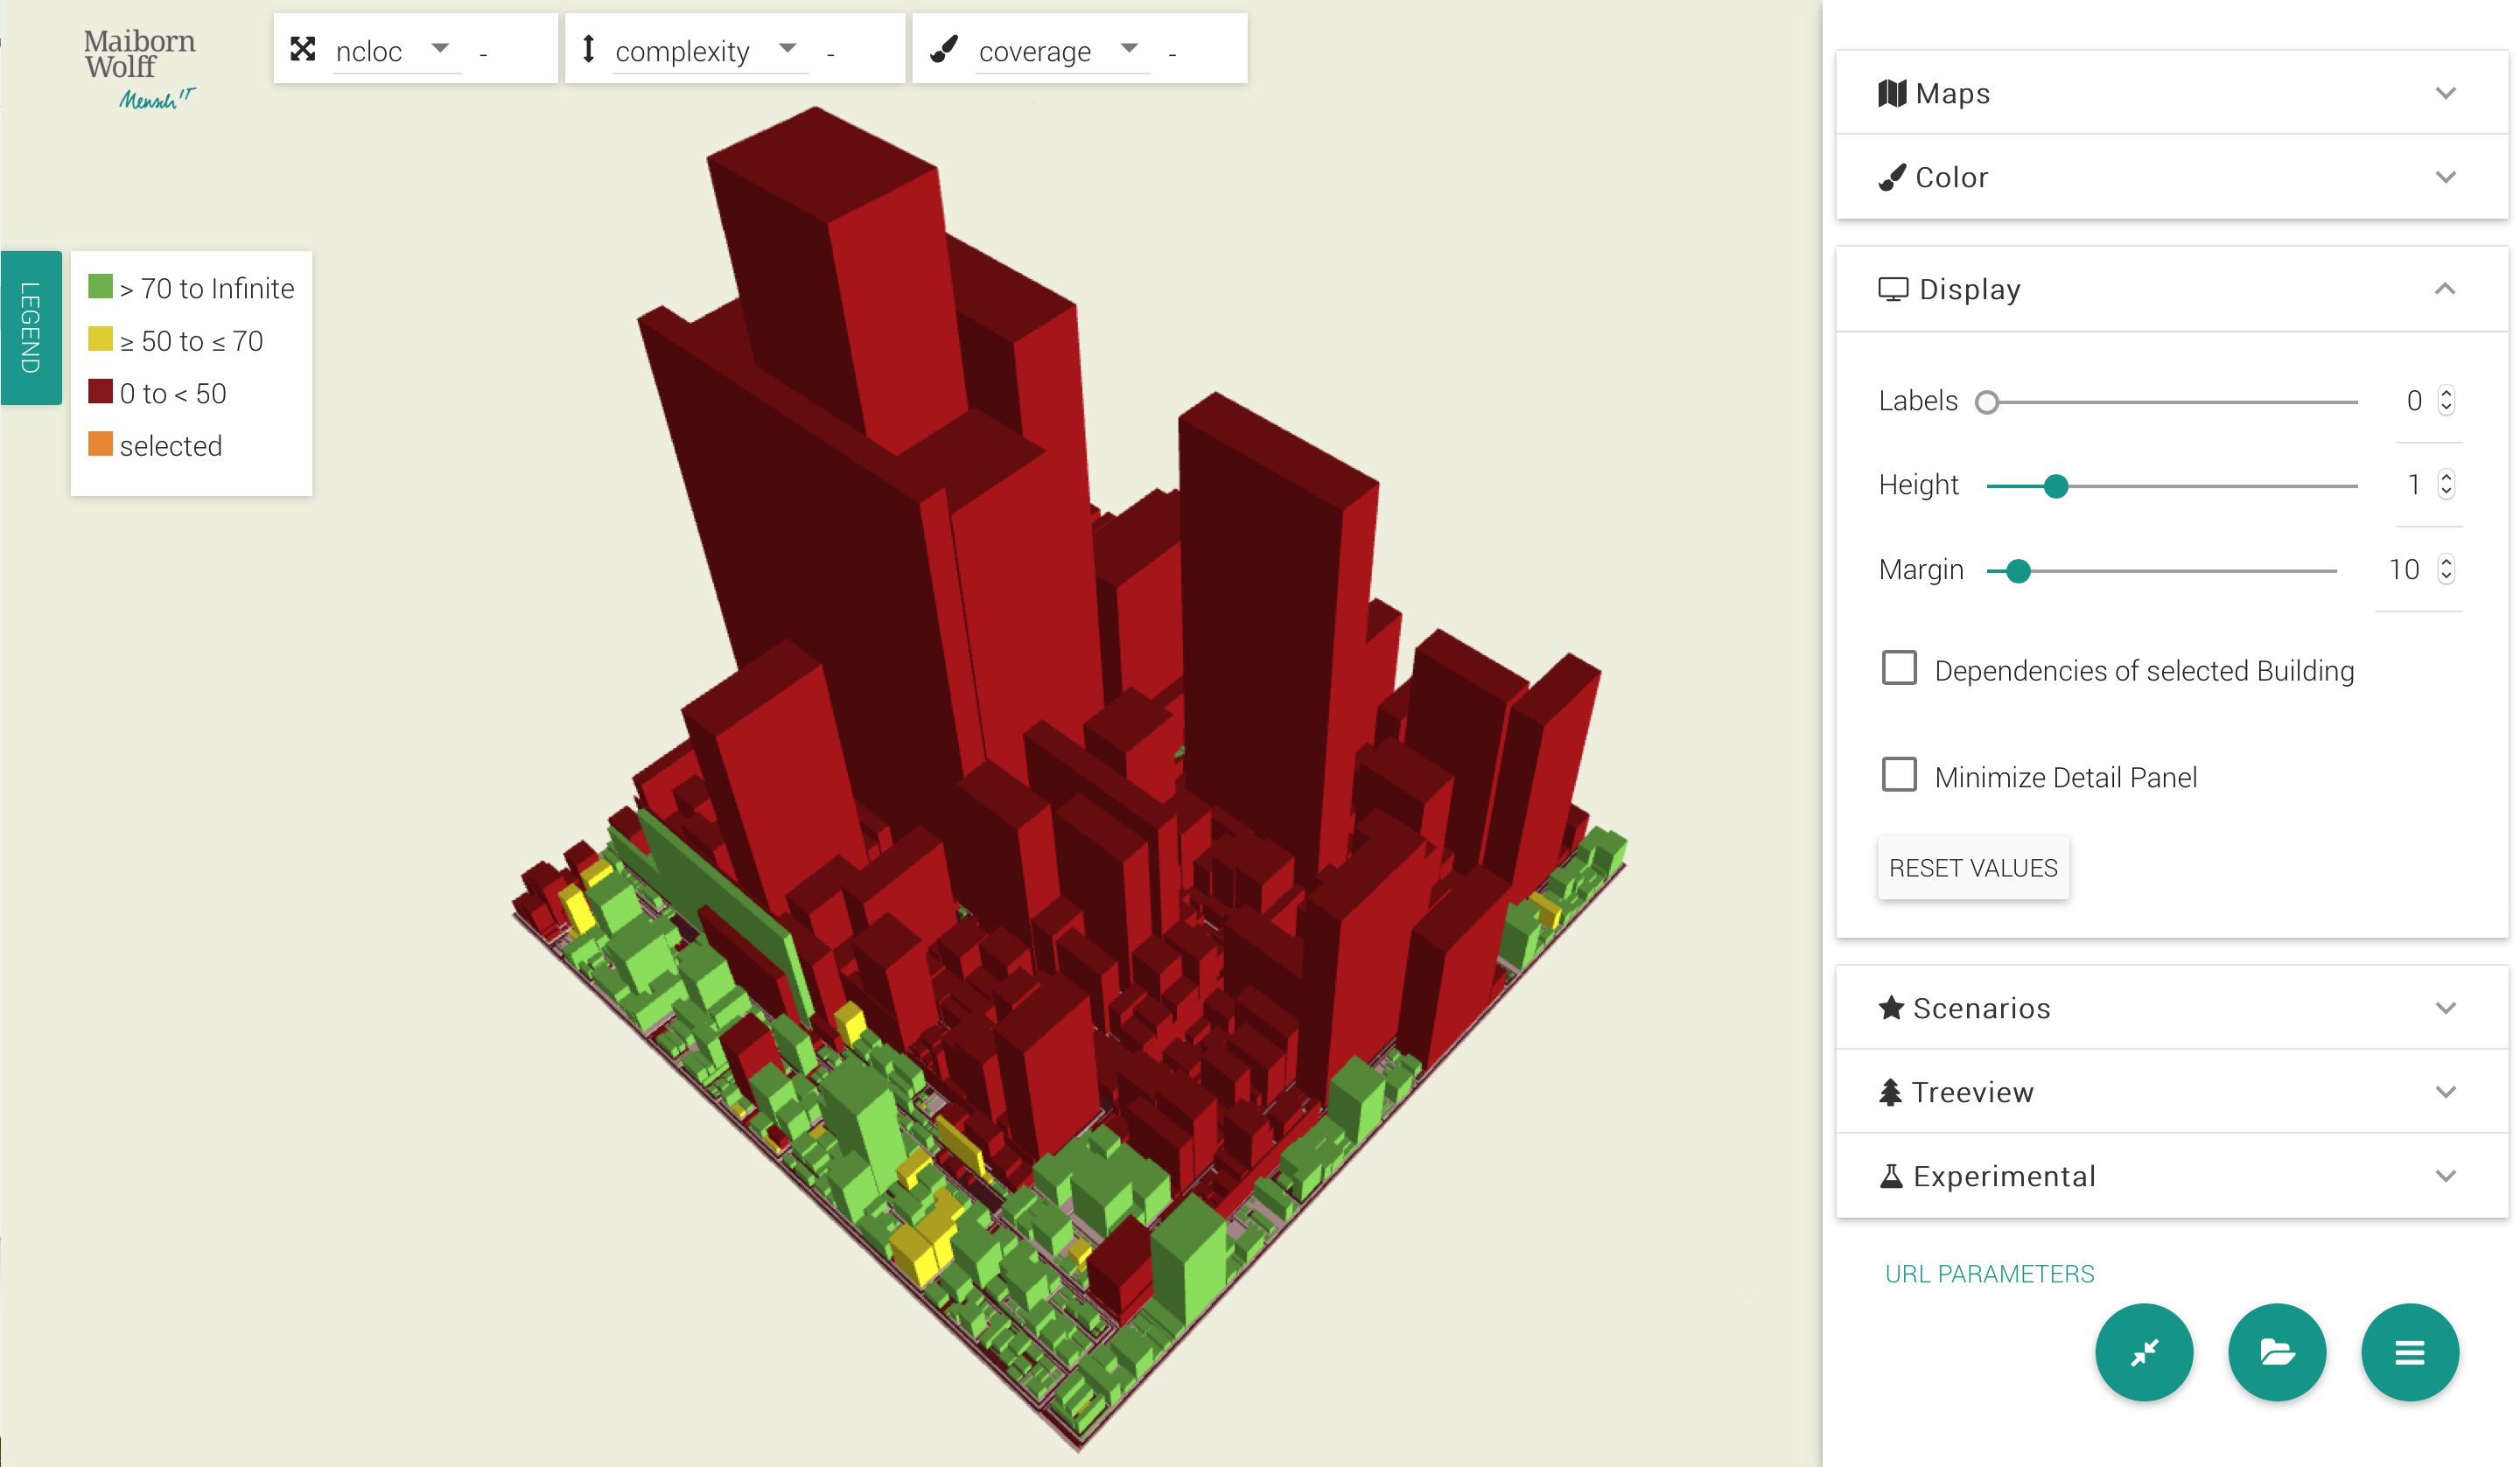 Maiborn
Wolff
Mensch IT
ncloc -
complexity -
coverage -
LEGEND
> 70 to Infinite
≥ 50 to ≤ 70
0 to < 50
selected
Maps
Color
Display
Labels 0
Height 1
Margin 10
Dependencies of selected Building
Minimize Detail Panel
RESET VALUES
Scenarios
Treeview
Experimental
URL PARAMETERS